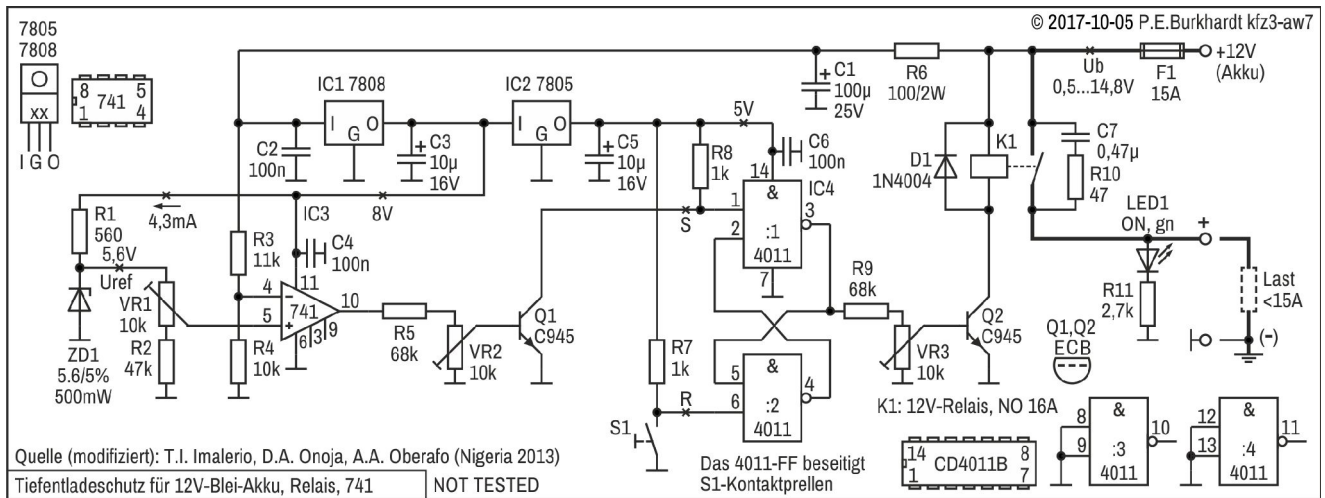 © 2017-10-05 P.E.Burkhardt kfz3-aw7
7805
7808
O
xx
I G O
8 5
741
1 4
IC1 7808
I O
G
IC2 7805
I O
G
C1
100µ
25V
R6
100/2W
Ub
0,5...14,8V
F1
15A
+12V
(Akku)
C2
100n
C3
10µ
16V
C5
10µ
16V
5V
R8
1k
C6
100n
14
IC4
D1
1N4004
K1
C7
0,47µ
R10
47
4,3mA
8V
R1
560
5,6V
Uref
IC3
C4
100n
R3
11k
S
1
2
&
:1
4011
3
7
LED1
ON, gn
+
R11
2,7k
Last
<15A
(-)
ZD1
5.6/5%
500mW
VR1
10k
R2
47k
R4
10k
4
5
11
741
10
6 3 9
R5
68k
VR2
10k
Q1
C945
R7
1k
R9
68k
VR3
10k
Q2
C945
Q1,Q2
ECB
R
S1
5
6
&
:2
4011
4
K1: 12V-Relais, NO 16A
8
9
&
:3
4011
10
12
13
&
:4
4011
11
14 8
CD4011B
1 7
Das 4011-FF beseitigt
S1-Kontaktprellen
Quelle (modifiziert): T.I. Imalerio, D.A. Onoja, A.A. Oberafo (Nigeria 2013)
Tiefentladeschutz für 12V-Blei-Akku, Relais, 741
NOT TESTED